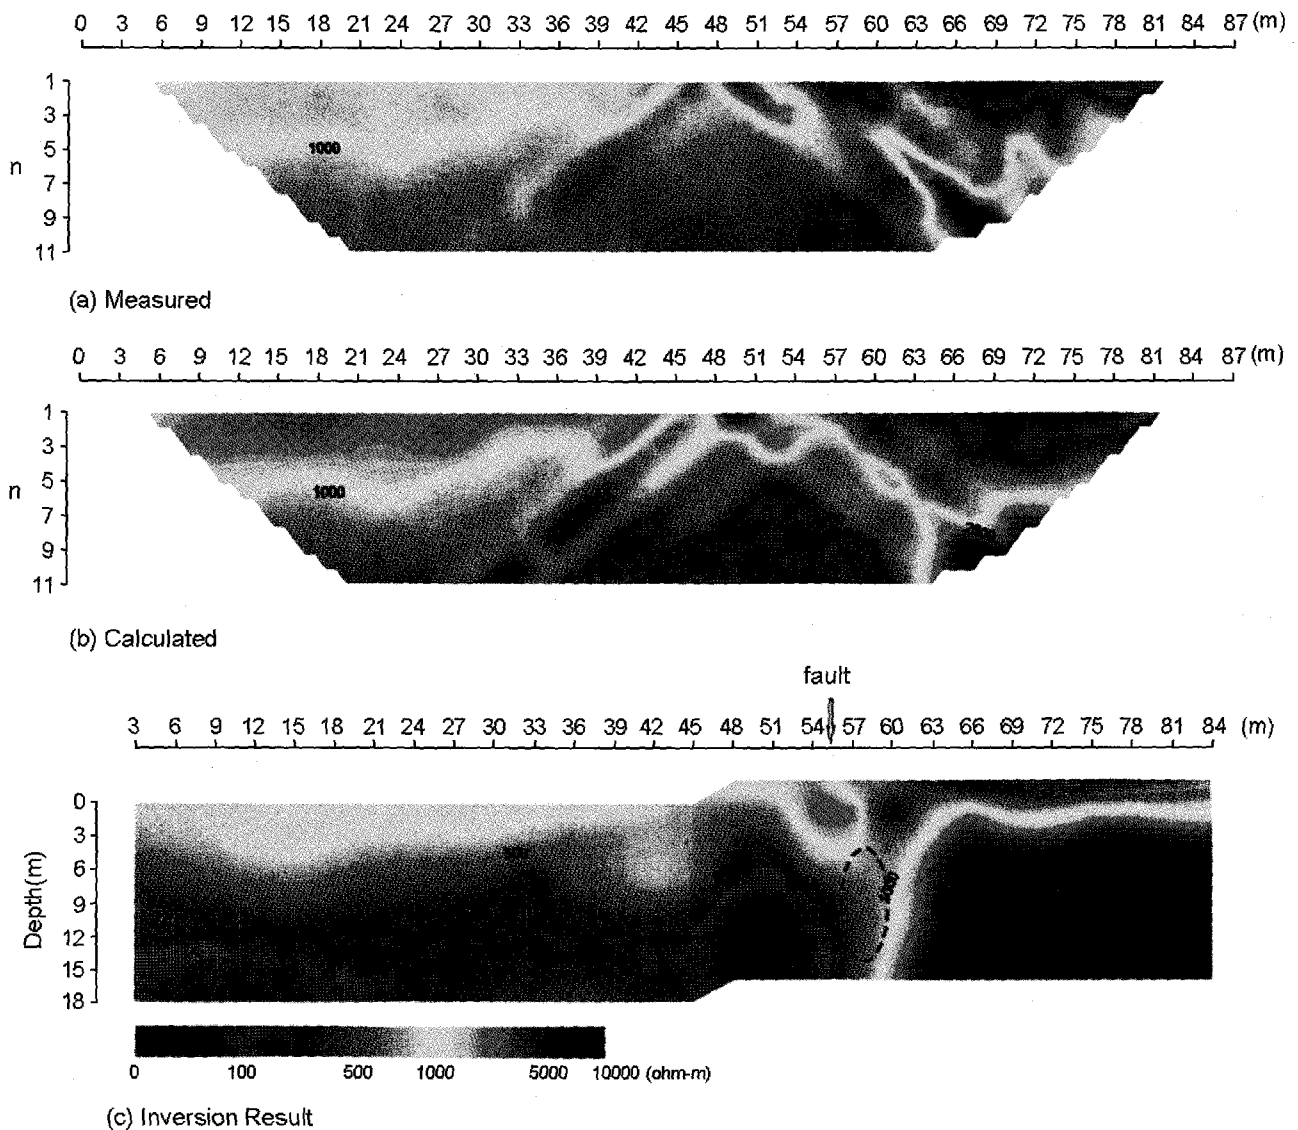 0 3 6 9 12 15 18 21 24 27 30 33 36 39 42 45 48 51 54 57 60 63 66 69 72 75 78 81 84 87 (m)
1
3
5
7
9
11
n
1000
(a) Measured
0 3 6 9 12 15 18 21 24 27 30 33 36 39 42 45 48 51 54 57 60 63 66 69 72 75 78 81 84 87 (m)
1
3
5
7
9
11
n
1000
(b) Calculated
fault
3 6 9 12 15 18 21 24 27 30 33 36 39 42 45 48 51 54 57 60 63 66 69 72 75 78 81 84 (m)
0
3
6
9
12
15
18
Depth(m)
0 100 500 1000 5000 10000 (ohm-m)
(c) Inversion Result